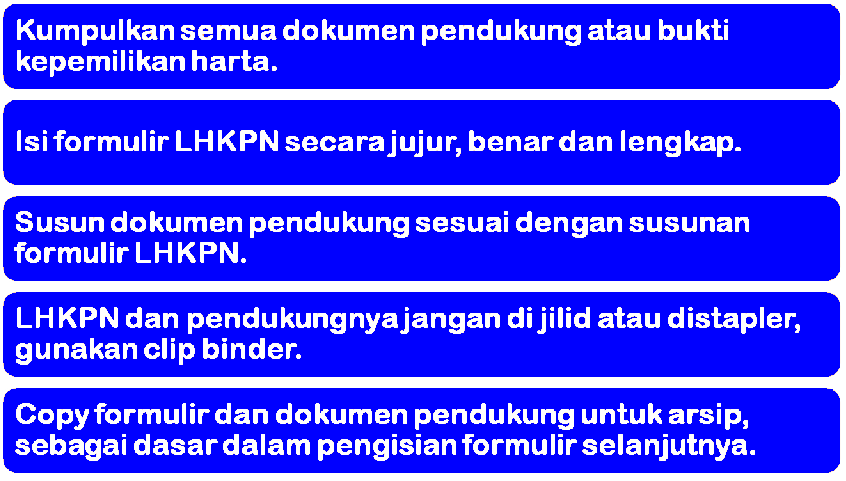 Kumpulkan semua dokumen pendukung atau bukti
kepemilikan harta.
Isi formulir LHKPN secara jujur, benar dan lengkap.
Susun dokumen pendukung sesuai dengan susunan
formulir LHKPN.
LHKPN dan pendukungnya jangan di jilid atau distapler,
gunakan clip binder.
Copy formulir dan dokumen pendukung untuk arsip,
sebagai dasar dalam pengisian formulir selanjutnya.